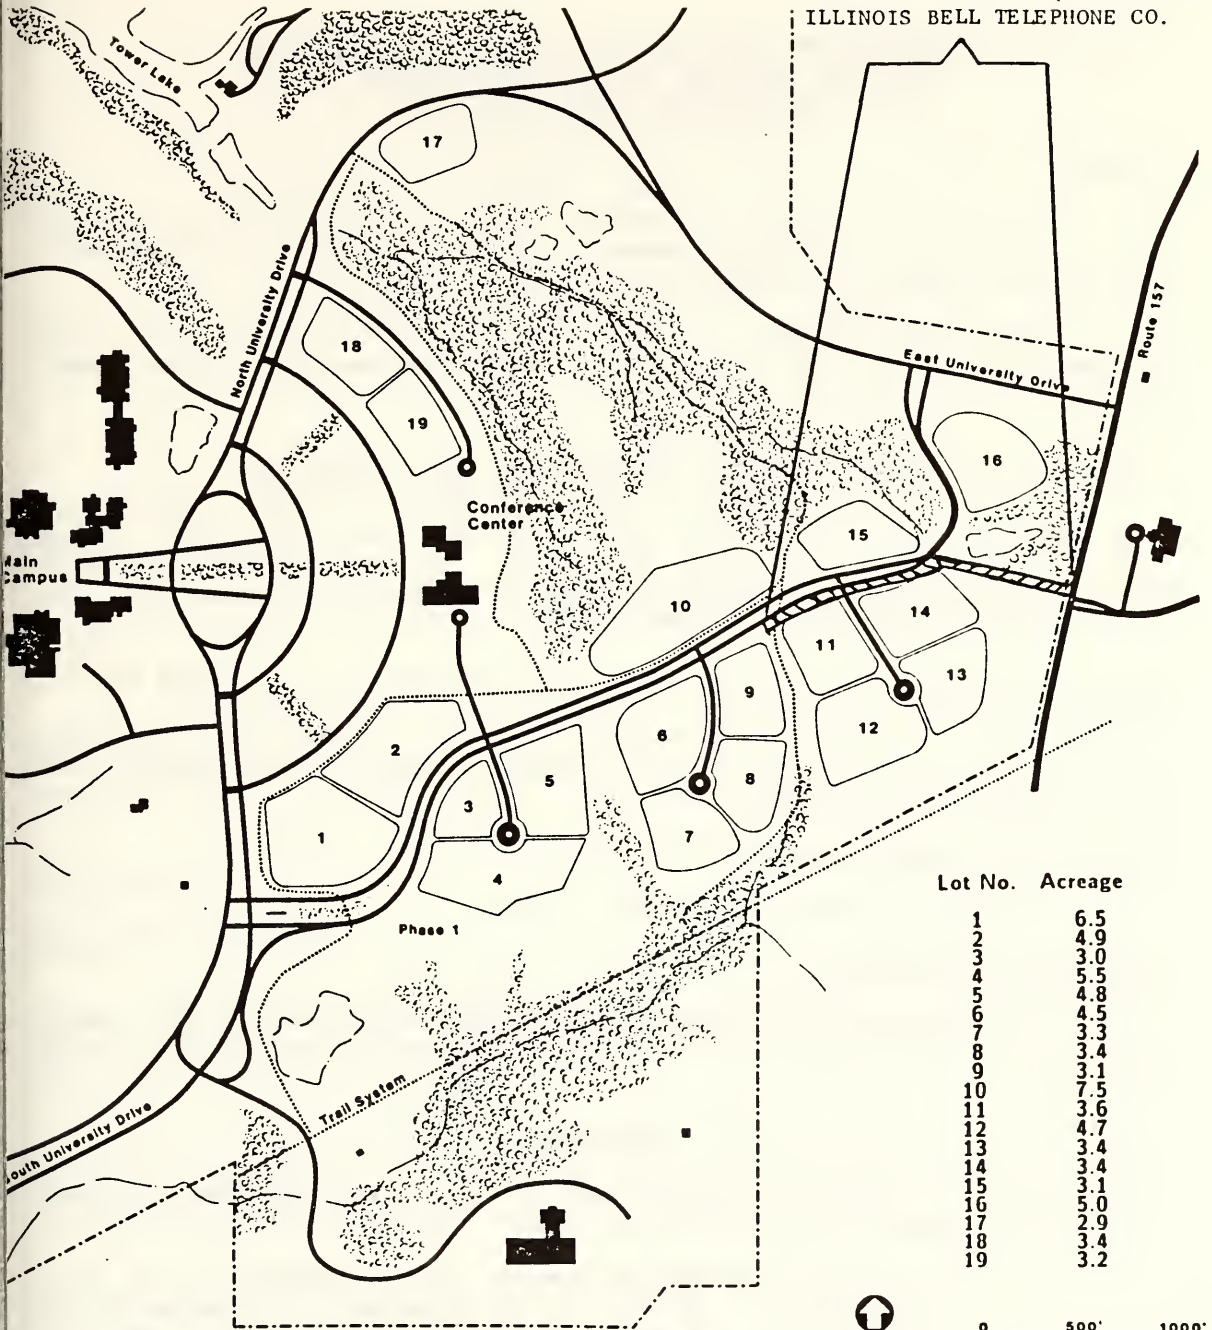 ILLINOIS BELL TELEPHONE CO.
Tower Lake
17
North University Drive
Route 157
18
East University Drive
19
16
Conference
Center
15
Main
Campus
10
14
11
13
9
12
6
2
5
8
3
7
1
4
Phase 1
Trail System
South University Drive
Lot No. Acreage
1 6.5
2 4.9
3 3.0
4 5.5
5 4.8
6 4.5
7 3.3
8 3.4
9 3.1
10 7.5
11 3.6
12 4.7
13 3.4
14 3.4
15 3.1
16 5.0
17 2.9
18 3.4
19 3.2
0 500' 1000'